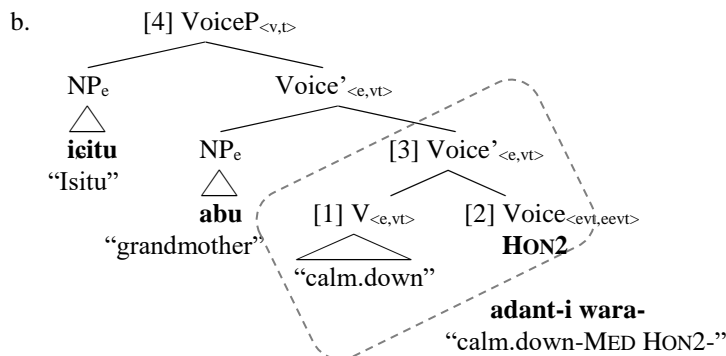 b. [4] VoiceP<v,t>
NPe Voice’<e,vt>
icitu NPe [3] Voice’<e,vt>
“Isitu”
abu [1] V<e,vt> [2] Voice<evt,eevt>
“grandmother” HON2
“calm.down”
adant-i wara-
“calm.down-MED HON2-”